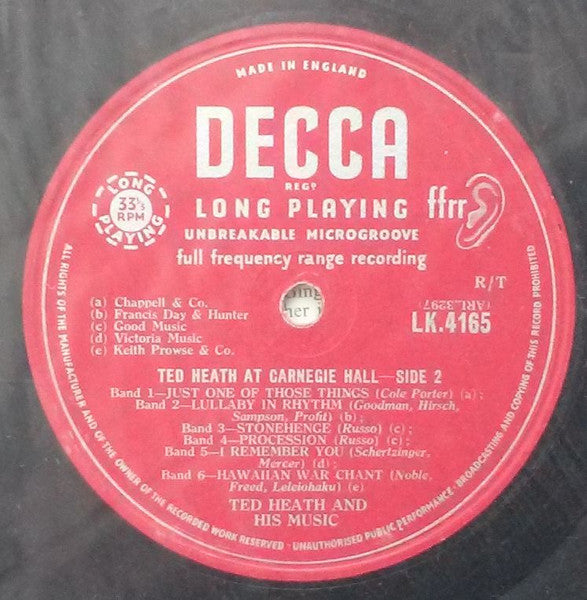 MADE IN ENGLAND
DECCA
REGD
LONG PLAYING
UNBREAKABLE MICROGROOVE
full frequency range recording
ffrr
LONG
33⅓
RPM
PLAYING
R/T
(ARL.3297)
LK.4165
(a) Chappell & Co.
(b) Francis Day & Hunter
(c) Good Music
(d) Victoria Music
(e) Keith Prowse & Co.
TED HEATH AT CARNEGIE HALL—SIDE 2
Band 1—JUST ONE OF THOSE THINGS (Cole Porter) (a) ;
Band 2—LULLABY IN RHYTHM (Goodman, Hirsch,
Sampson, Profit) (b) ;
Band 3—STONEHENGE (Russo) (c) ;
Band 4—PROCESSION (Russo) (c) ;
Band 5—I REMEMBER YOU (Schertzinger,
Mercer) (d) ;
Band 6—HAWAIIAN WAR CHANT (Noble,
Freed, Leleiohaku) (e)
TED HEATH AND
HIS MUSIC
ALL RIGHTS OF THE MANUFACTURER AND OF THE OWNER OF THE RECORDED WORK RESERVED · UNAUTHORISED PUBLIC PERFORMANCE · BROADCASTING AND COPYING OF THIS RECORD PROHIBITED